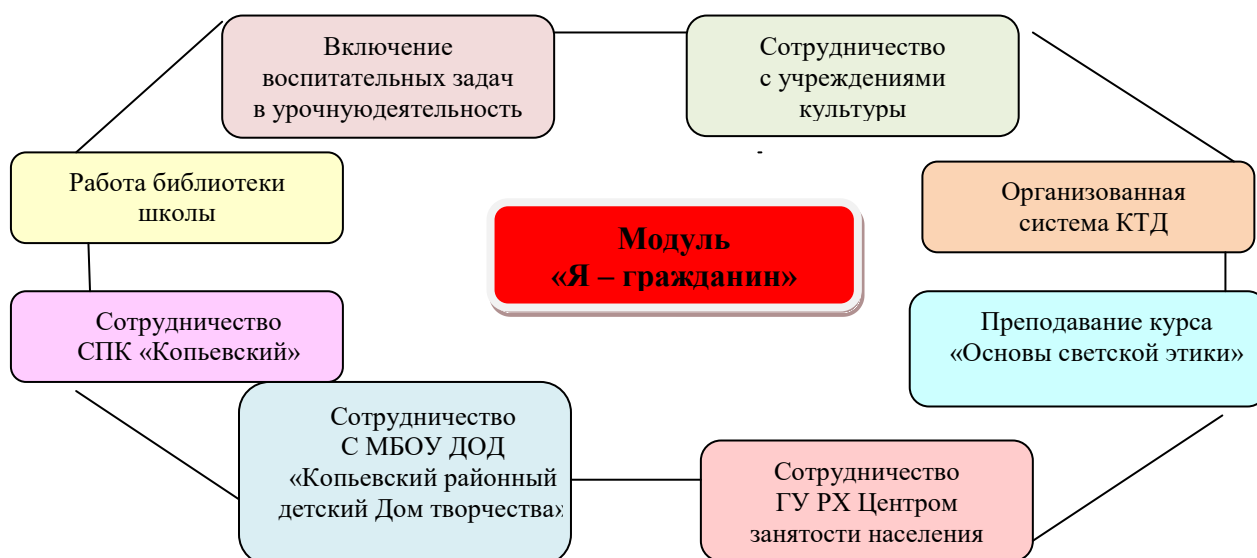 Включение
воспитательных задач
в урочнуюдеятельность
Сотрудничество
с учреждениями
культуры
Работа библиотеки
школы
Организованная
система КТД
Модуль
«Я – гражданин»
Сотрудничество
СПК «Копьевский»
Преподавание курса
«Основы светской этики»
Сотрудничество
С МБОУ ДОД
«Копьевский районный
детский Дом творчества»
Сотрудничество
ГУ РХ Центром
занятости населения